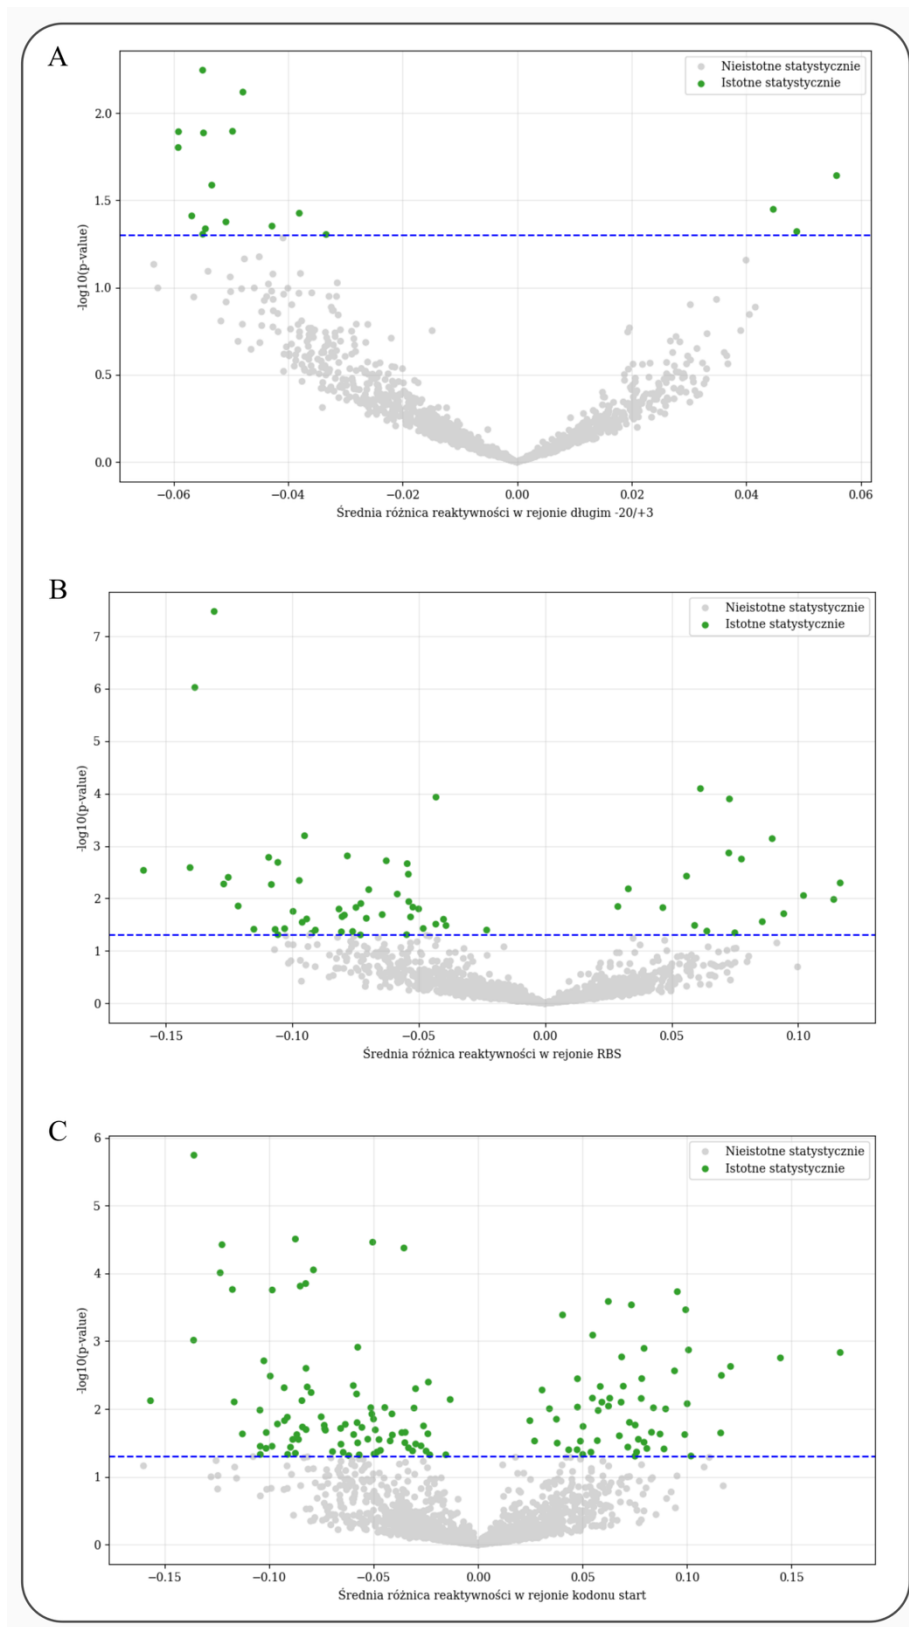 A
Nieistotne statystycznie
Istotne statystycznie
2.0
1.5
1.0
0.5
0.0
-log10(p-value)
−0.06 −0.04 −0.02 0.00 0.02 0.04 0.06
Średnia różnica reaktywności w rejonie długim -20/+3
B
Nieistotne statystycznie
Istotne statystycznie
7
6
5
4
3
2
1
0
-log10(p-value)
−0.15 −0.10 −0.05 0.00 0.05 0.10
Średnia różnica reaktywności w rejonie RBS
C
Nieistotne statystycznie
Istotne statystycznie
6
5
4
3
2
1
0
-log10(p-value)
−0.15 −0.10 −0.05 0.00 0.05 0.10 0.15
Średnia różnica reaktywności w rejonie kodonu start